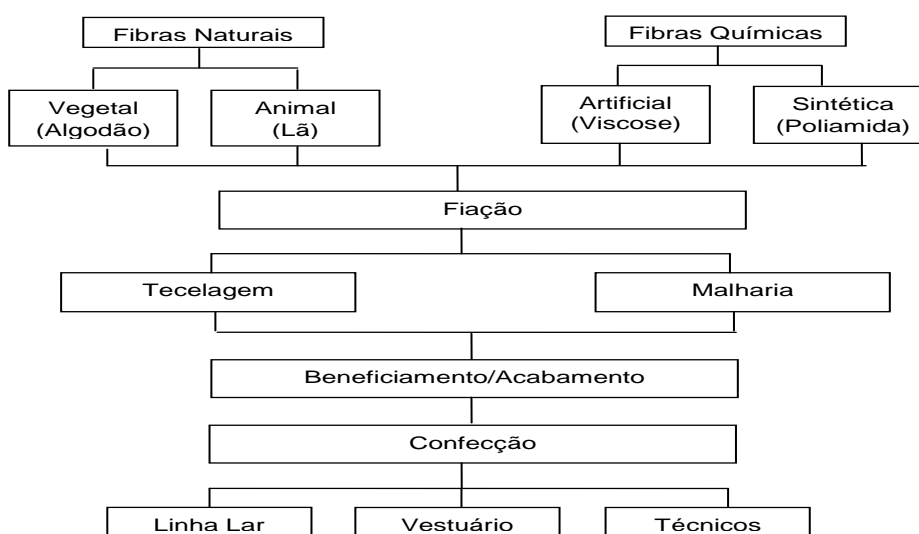 Fibras Naturais
Fibras Químicas
Vegetal
(Algodão)
Animal
(Lã)
Artificial
(Viscose)
Sintética
(Poliamida)
Fiação
Tecelagem
Malharia
Beneficiamento/Acabamento
Confecção
Linha Lar
Vestuário
Técnicos